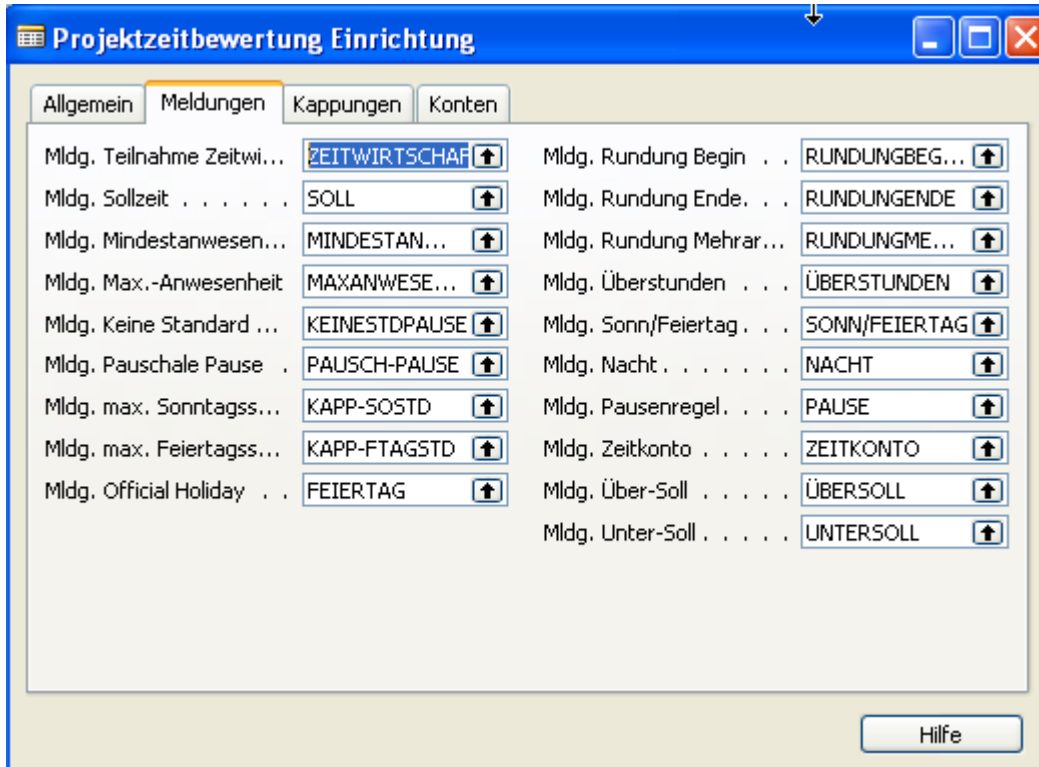 Projektzeitbewertung Einrichtung
Allgemein Meldungen Kappungen Konten
Mldg. Teilnahme Zeitwi... ZEITWIRTSCHAF
Mldg. Sollzeit . . . . . . SOLL
Mldg. Mindestanwesen... MINDESTAN...
Mldg. Max.-Anwesenheit MAXANWESE...
Mldg. Keine Standard ... KEINESTDPAUSE
Mldg. Pauschale Pause . PAUSCH-PAUSE
Mldg. max. Sonntagss... KAPP-SOSTD
Mldg. max. Feiertagss... KAPP-FTAGSTD
Mldg. Official Holiday . . FEIERTAG
Mldg. Rundung Begin . . RUNDUNGBEG...
Mldg. Rundung Ende. . . RUNDUNGENDE
Mldg. Rundung Mehrar... RUNDUNGME...
Mldg. Überstunden . . . ÜBERSTUNDEN
Mldg. Sonn/Feiertag. . . SONN/FEIERTAG
Mldg. Nacht. . . . . . . NACHT
Mldg. Pausenregel. . . . PAUSE
Mldg. Zeitkonto . . . . . ZEITKONTO
Mldg. Über-Soll . . . . . ÜBERSOLL
Mldg. Unter-Soll . . . . . UNTERSOLL
Hilfe